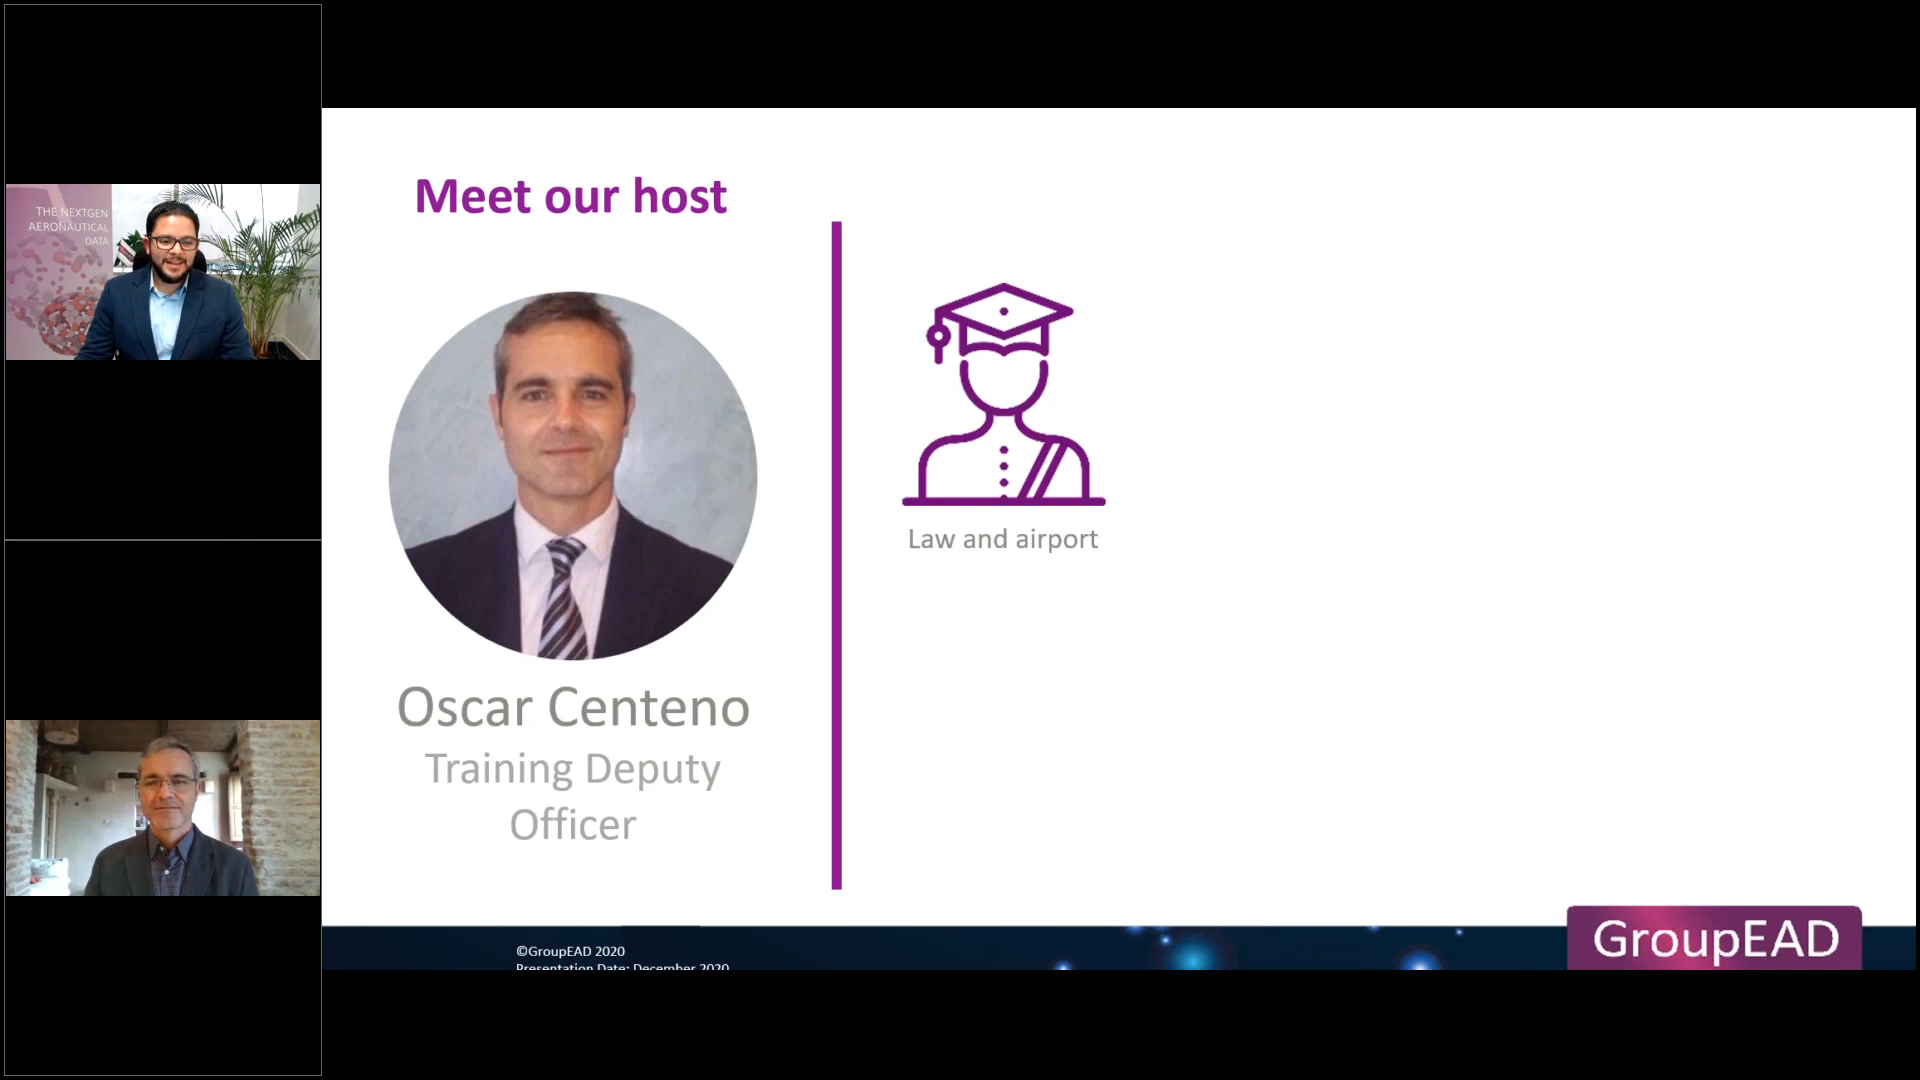 THE NEXTGEN
AERONAUTICAL
DATA
Meet our host
Law and airport
Oscar Centeno
Training Deputy
Officer
©GroupEAD 2020
Presentation Date: December 2020
GroupEAD